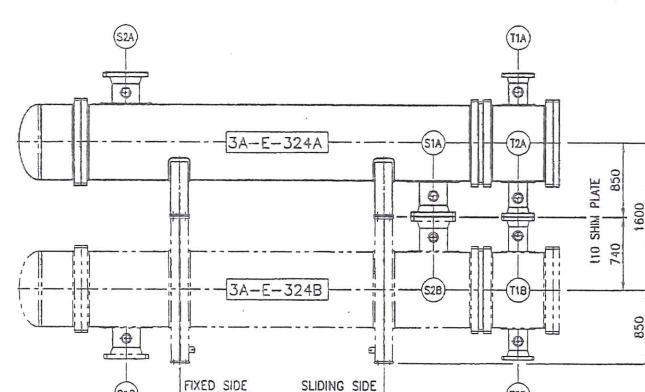 S2A
T1A
3A-E-324A
S1A
T2A
850
1600
t10 SHIM PLATE
740
3A-E-324B
S2B
T1B
850
FIXED SIDE
SLIDING SIDE